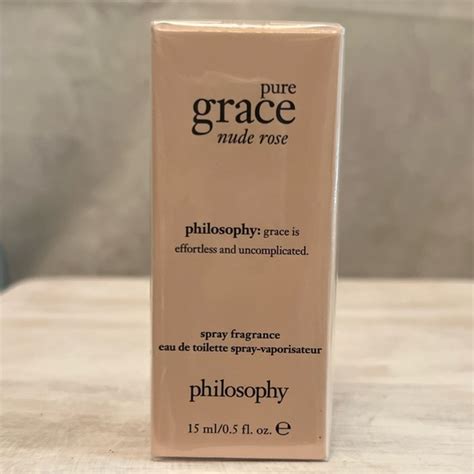 pure
grace
nude rose
philosophy: grace is
effortless and uncomplicated.
spray fragrance
eau de toilette spray-vaporisateur
philosophy
15 ml/0.5 fl. oz. ℮